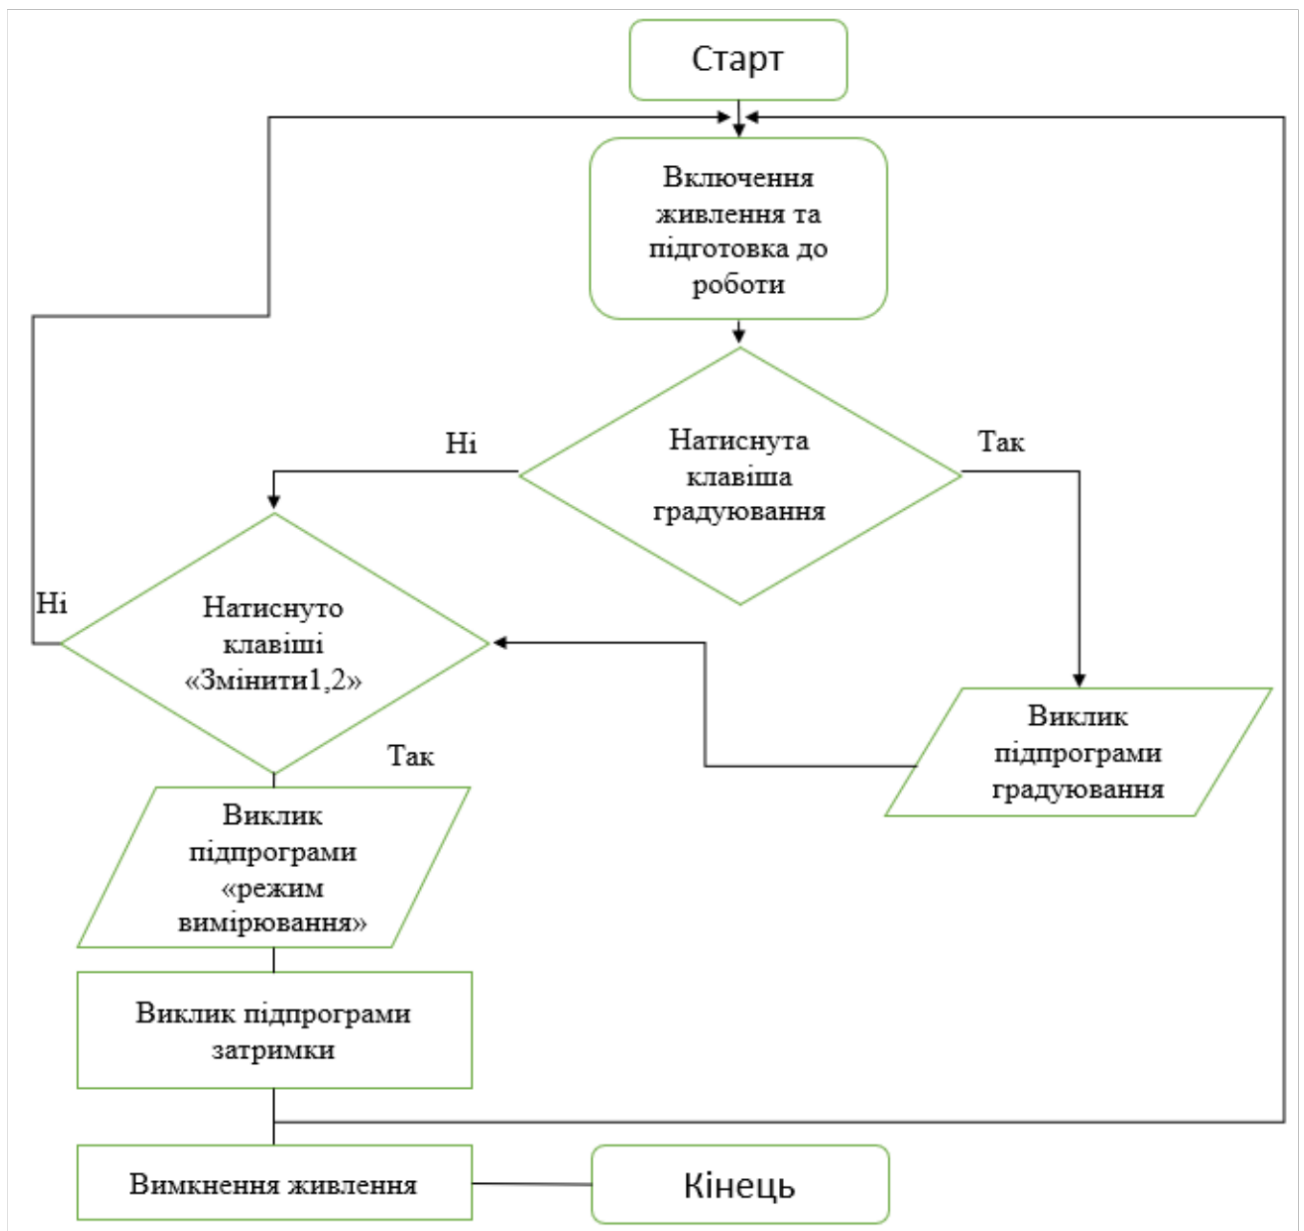 Старт
Включення
живлення та
підготовка до
роботи
Ні
Натиснута
клавіша
градуювання
Так
Ні
Натиснуто
клавіші
«Змінити1,2»
Так
Виклик
підпрограми
градуювання
Виклик
підпрограми
«режим
вимірювання»
Виклик підпрограми
затримки
Вимкнення живлення
Кінець